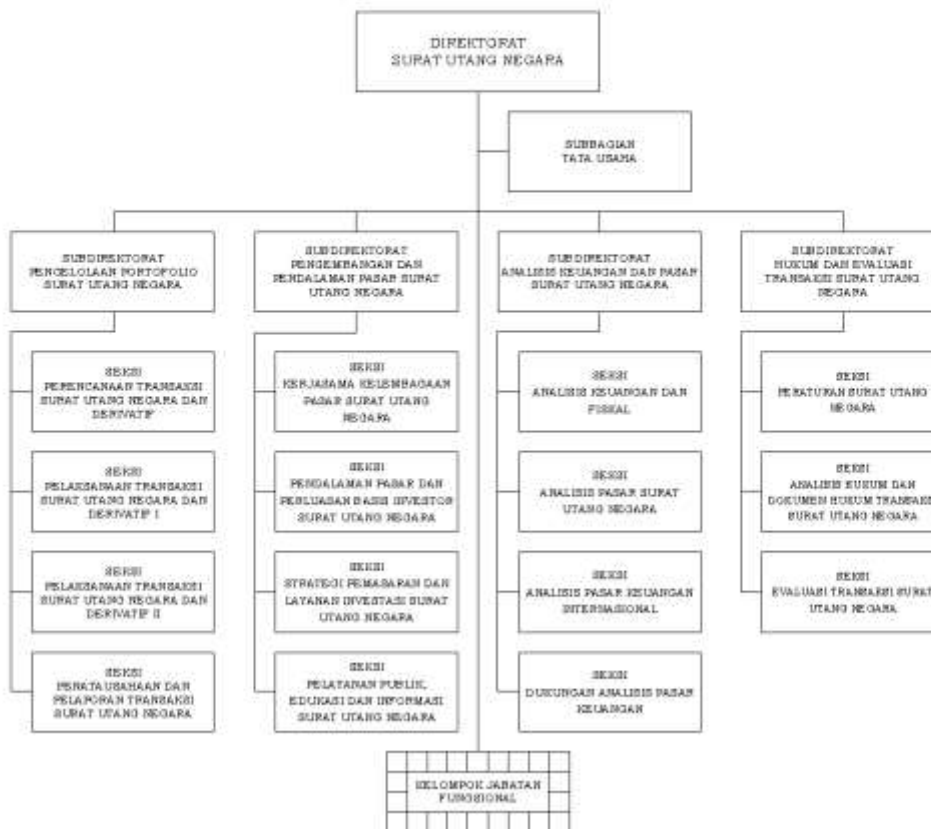 DIREKTORAT
SURAT UTANG NEGARA
SUBBAGIAN
TATA USAHA
SUBDIREKTORAT
PENGELOLAAN PORTOFOLIO
SURAT UTANG NEGARA
SUBDIREKTORAT
PENGEMBANGAN DAN
PENDALAMAN PASAR SURAT
UTANG NEGARA
SUBDIREKTORAT
ANALISIS KEUANGAN DAN PASAR
SURAT UTANG NEGARA
SUBDIREKTORAT
HUKUM DAN EVALUASI
TRANSAKSI SURAT UTANG
NEGARA
SEKSI
PERENCANAAN TRANSAKSI
SURAT UTANG NEGARA DAN
DERIVATIF
SEKSI
PELAKSANAAN TRANSAKSI
SURAT UTANG NEGARA DAN
DERIVATIF I
SEKSI
PELAKSANAAN TRANSAKSI
SURAT UTANG NEGARA DAN
DERIVATIF II
SEKSI
PENATAUSAHAAN DAN
PELAPORAN TRANSAKSI
SURAT UTANG NEGARA
SEKSI
KERJASAMA KELEMBAGAAN
PASAR SURAT UTANG
NEGARA
SEKSI
PENDALAMAN PASAR DAN
PERLUASAN BASIS INVESTOR
SURAT UTANG NEGARA
SEKSI
STRATEGI PEMASARAN DAN
LAYANAN INVESTASI SURAT
UTANG NEGARA
SEKSI
PELAYANAN PUBLIK,
EDUKASI DAN INFORMASI
SURAT UTANG NEGARA
SEKSI
ANALISIS KEUANGAN DAN
FISKAL
SEKSI
ANALISIS PASAR SURAT
UTANG NEGARA
SEKSI
ANALISIS PASAR KEUANGAN
INTERNASIONAL
SEKSI
DUKUNGAN ANALISIS PASAR
KEUANGAN
SEKSI
PERATURAN SURAT UTANG
NEGARA
SEKSI
ANALISIS HUKUM DAN
DOKUMEN HUKUM TRANSAKSI
SURAT UTANG NEGARA
SEKSI
EVALUASI TRANSAKSI SURAT
UTANG NEGARA
KELOMPOK JABATAN
FUNGSIONAL